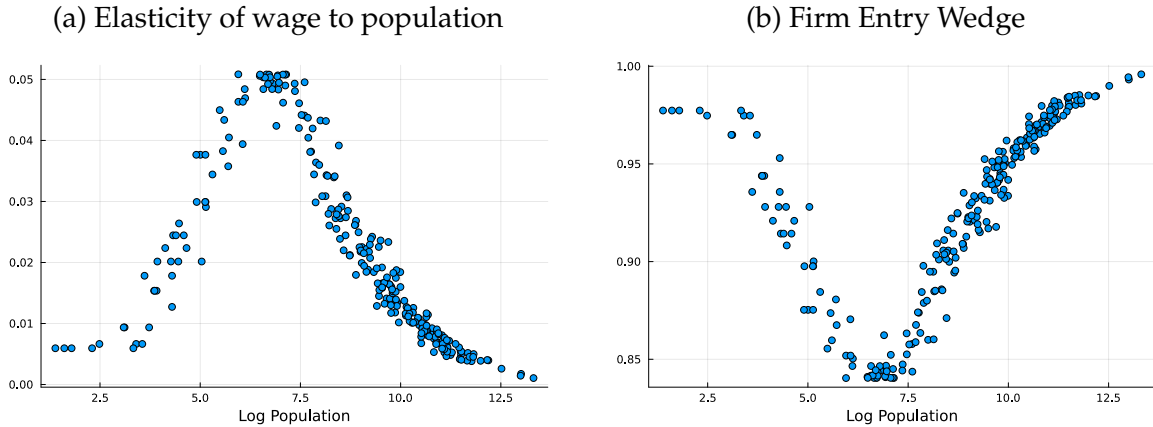 (a) Elasticity of wage to population
0.05
0.04
0.03
0.02
0.01
0.00
2.5 5.0 7.5 10.0 12.5
Log Population
(b) Firm Entry Wedge
1.00
0.95
0.90
0.85
2.5 5.0 7.5 10.0 12.5
Log Population